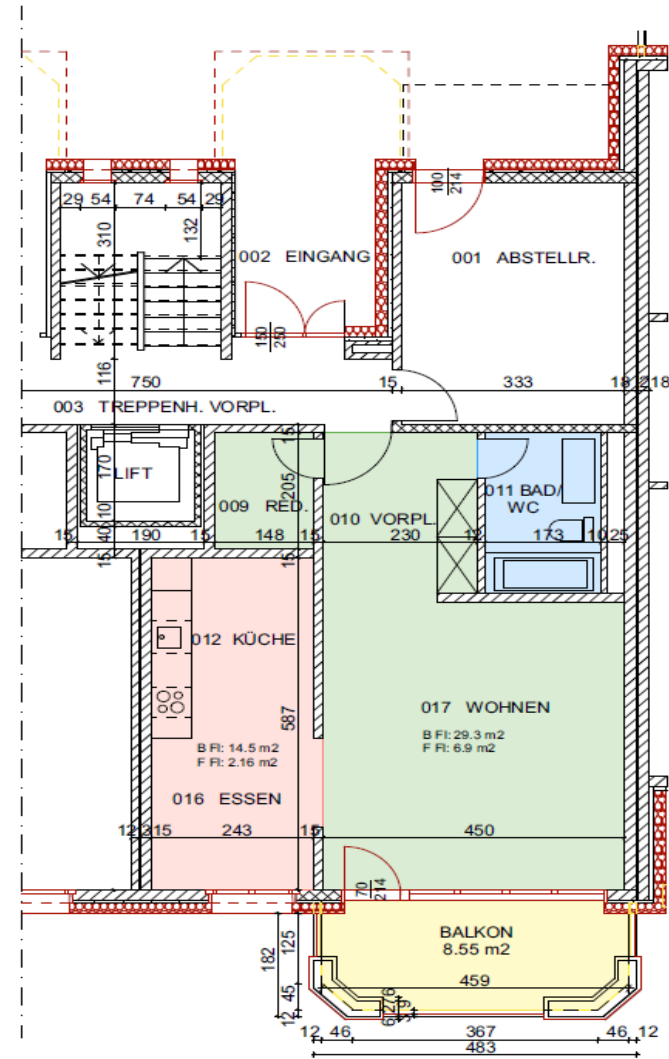 29 54 74 54 29
310
132
100
214
002 EINGANG
001 ABSTELLR.
150
250
116
750
15
333
18
218
003 TREPPENH. VORPL.
15
LIFT
170
205
009 RED.
010 VORPL.
011 BAD/
WC
10
40
15
15
190
15
148
15
230
12
173
10
25
15
012 KÜCHE
587
017 WOHNEN
B Fl: 14.5 m2
F Fl: 2.16 m2
B Fl: 29.3 m2
F Fl: 6.9 m2
016 ESSEN
12
315
243
15
450
70
214
BALKON
8.55 m2
182
125
459
45
12
12 46 367 46 12
483